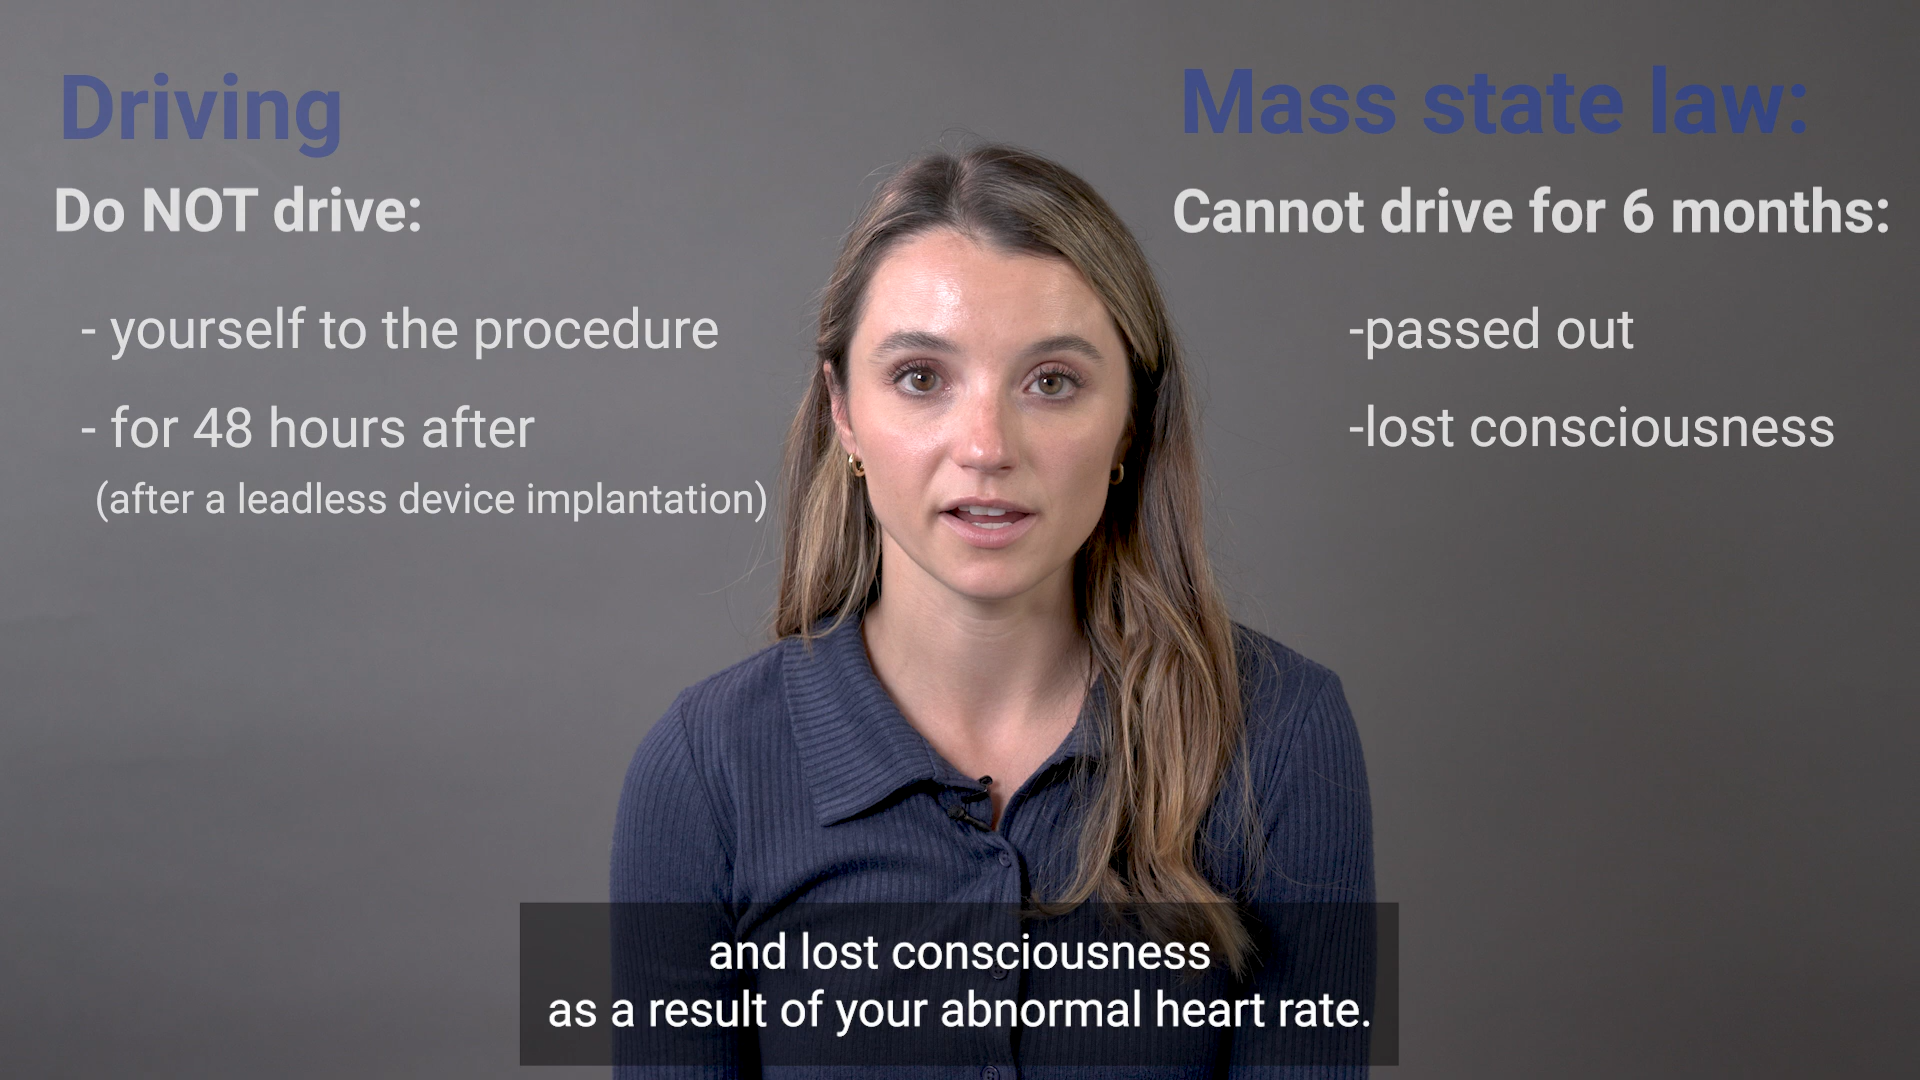 Driving
Do NOT drive:
- yourself to the procedure
- for 48 hours after
(after a leadless device implantation)
Mass state law:
Cannot drive for 6 months:
-passed out
-lost consciousness
and lost consciousness
as a result of your abnormal heart rate.